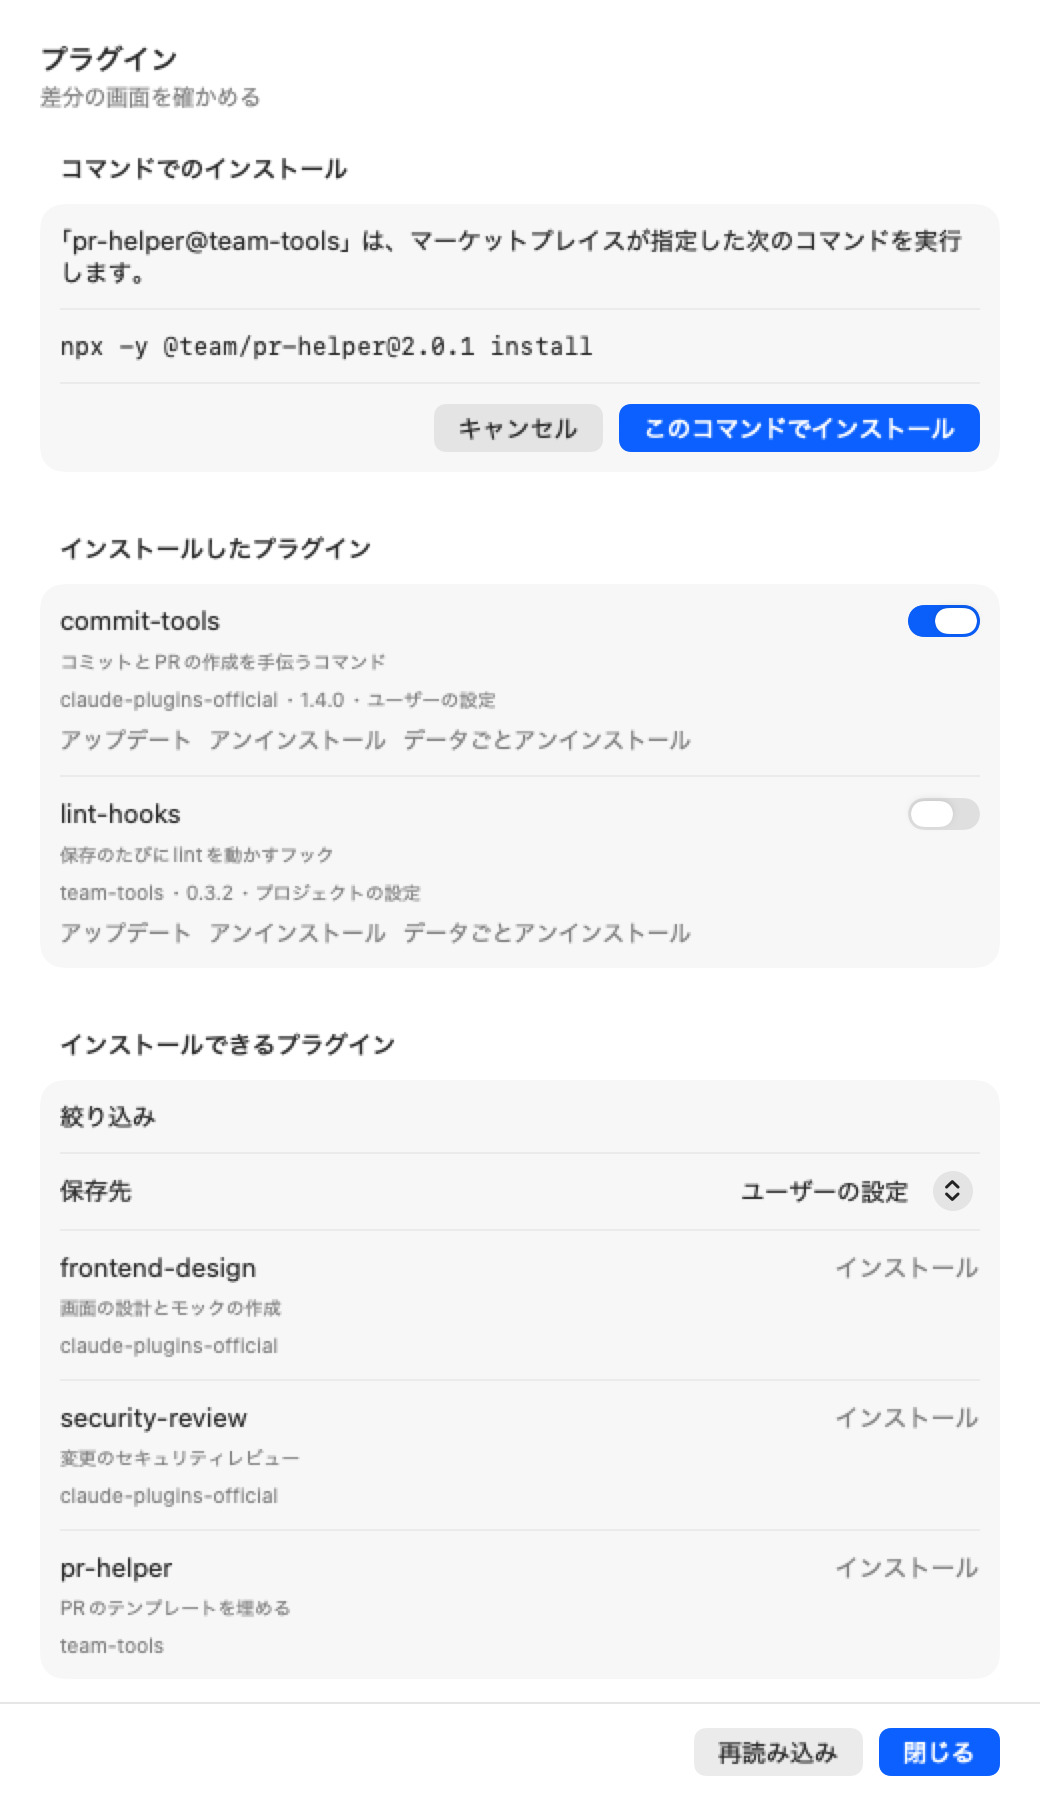 プラグイン
差分の画面を確かめる
コマンドでのインストール
「pr-helper@team-tools」は、マーケットプレイスが指定した次のコマンドを実行
します。
npx -y @team/pr-helper@2.0.1 install
キャンセル
このコマンドでインストール
インストールしたプラグイン
commit-tools
コミットとPRの作成を手伝うコマンド
claude-plugins-official · 1.4.0 · ユーザーの設定
アップデート アンインストール データごとアンインストール
lint-hooks
保存のたびにlintを動かすフック
team-tools · 0.3.2 · プロジェクトの設定
アップデート アンインストール データごとアンインストール
インストールできるプラグイン
絞り込み
保存先 ユーザーの設定
frontend-design インストール
画面の設計とモックの作成
claude-plugins-official
security-review インストール
変更のセキュリティレビュー
claude-plugins-official
pr-helper インストール
PRのテンプレートを埋める
team-tools
再読み込み 閉じる